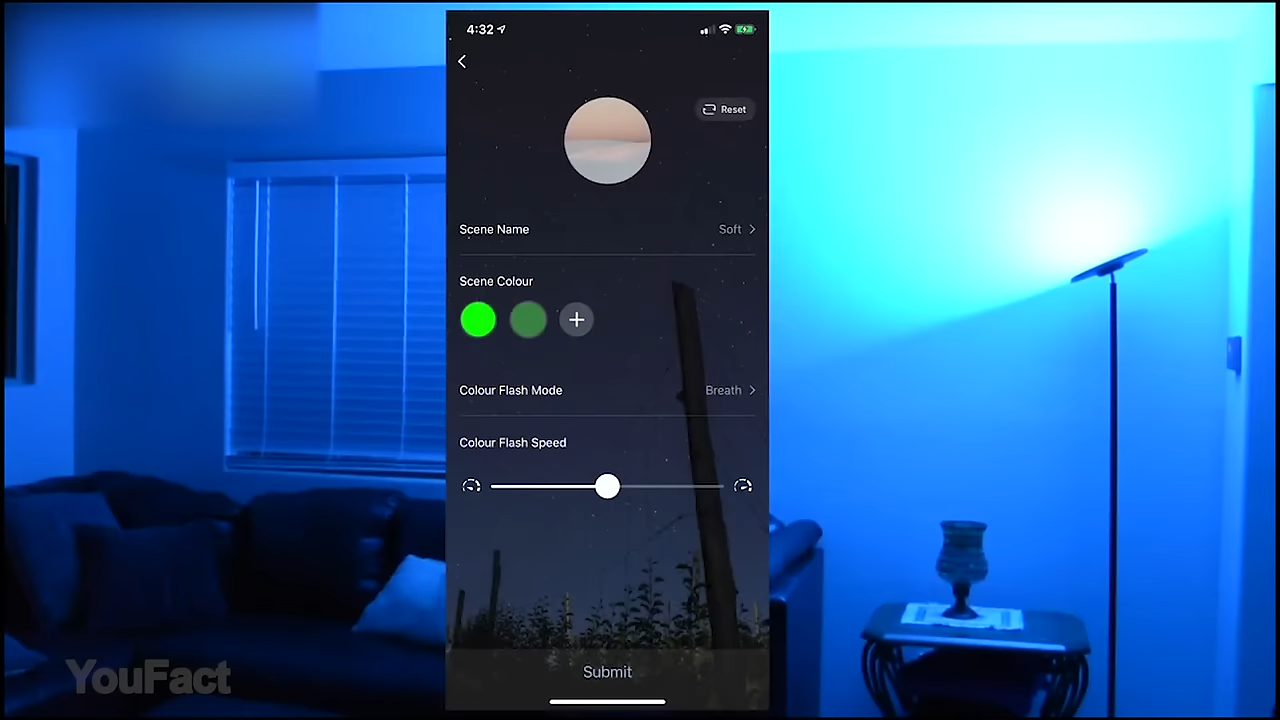 4:32
Reset
Scene Name
Soft
Scene Colour
Colour Flash Mode
Breath
Colour Flash Speed
Submit
YouFact